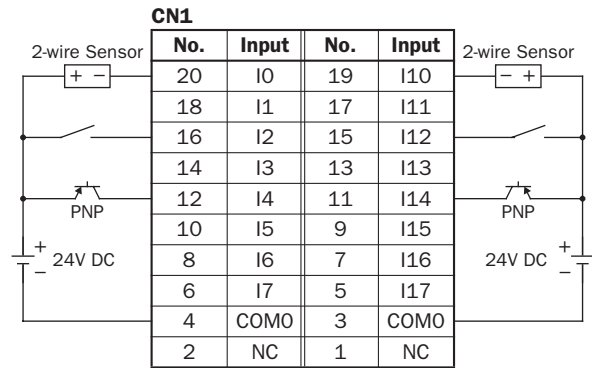 CN1
2-wire Sensor No. Input No. Input 2-wire Sensor
+ − 20 I0 19 I10 − +
18 I1 17 I11
16 I2 15 I12
14 I3 13 I13
12 I4 11 I14
PNP PNP
10 I5 9 I15
+ 24V DC − 8 I6 7 I16 24V DC + −
6 I7 5 I17
4 COM0 3 COM0
2 NC 1 NC